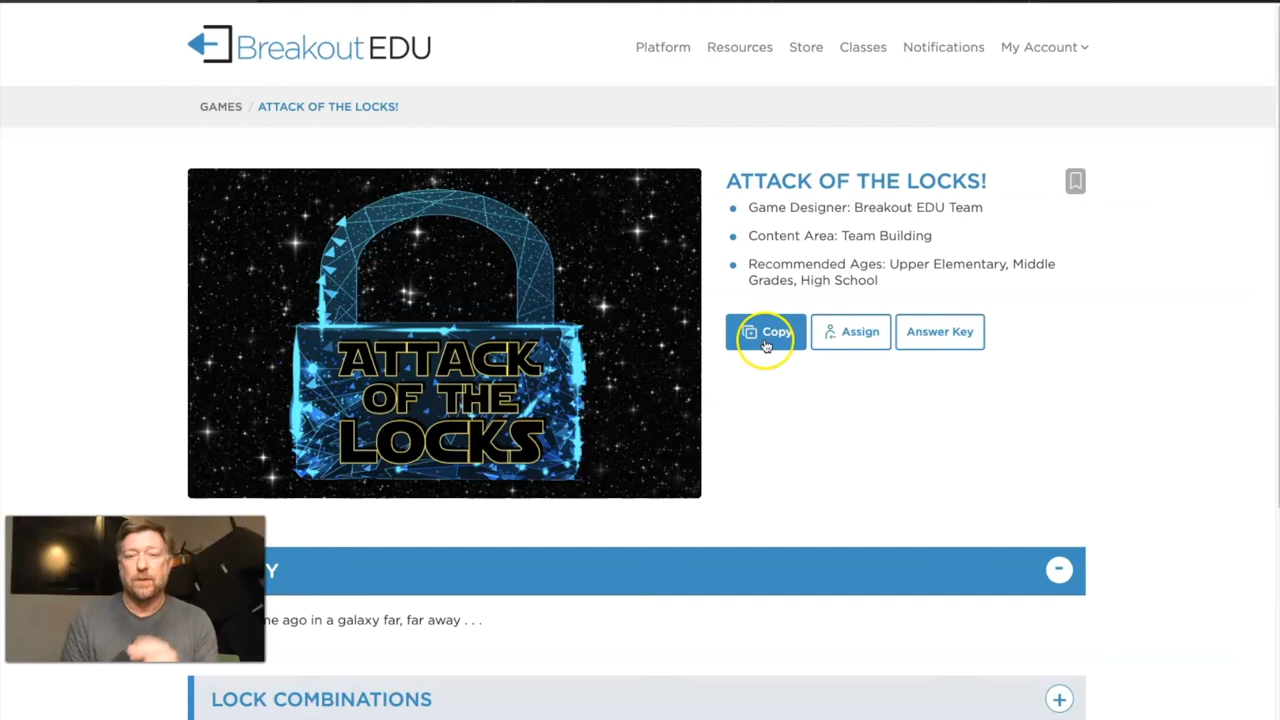 Breakout EDU
Platform Resources Store Classes Notifications My Account
GAMES / ATTACK OF THE LOCKS!
ATTACK OF THE LOCKS
ATTACK OF THE LOCKS!
Game Designer: Breakout EDU Team
Content Area: Team Building
Recommended Ages: Upper Elementary, Middle
Grades, High School
Copy Assign Answer Key
Y
me ago in a galaxy far, far away . . .
LOCK COMBINATIONS